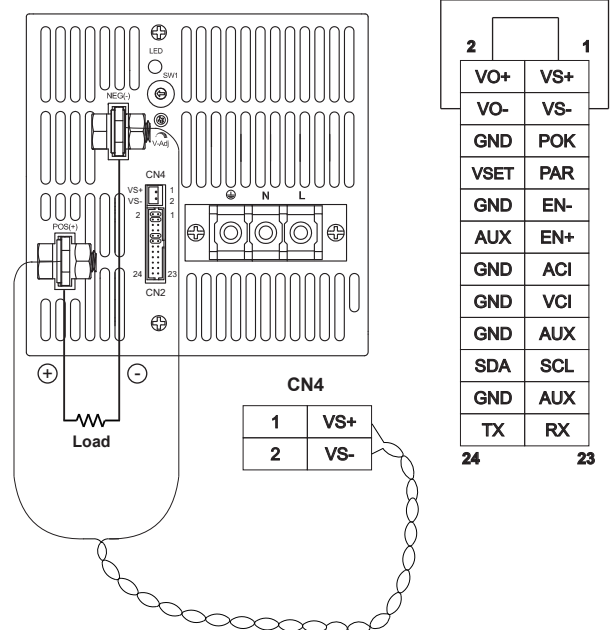 LED
SW1
NEG(-)
V-Adj
CN4
VS+ 1
VS- 2
2 1
N L
POS(+)
24 23
CN2
+ -
Load
CN4
1 VS+
2 VS-
2 1
VO+ VS+
VO- VS-
GND POK
VSET PAR
GND EN-
AUX EN+
GND ACI
GND VCI
GND AUX
SDA SCL
GND AUX
TX RX
24 23